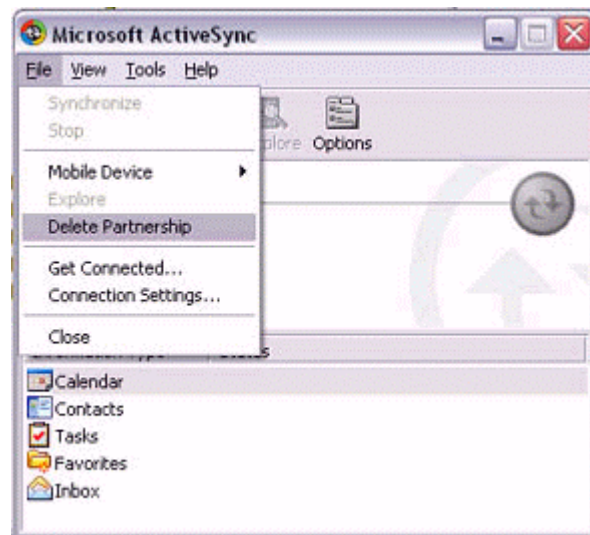 Microsoft ActiveSync
File View Tools Help
Synchronize
Stop
Options
Mobile Device
Explore
Delete Partnership
Get Connected...
Connection Settings...
Close
Calendar
Contacts
Tasks
Favorites
Inbox